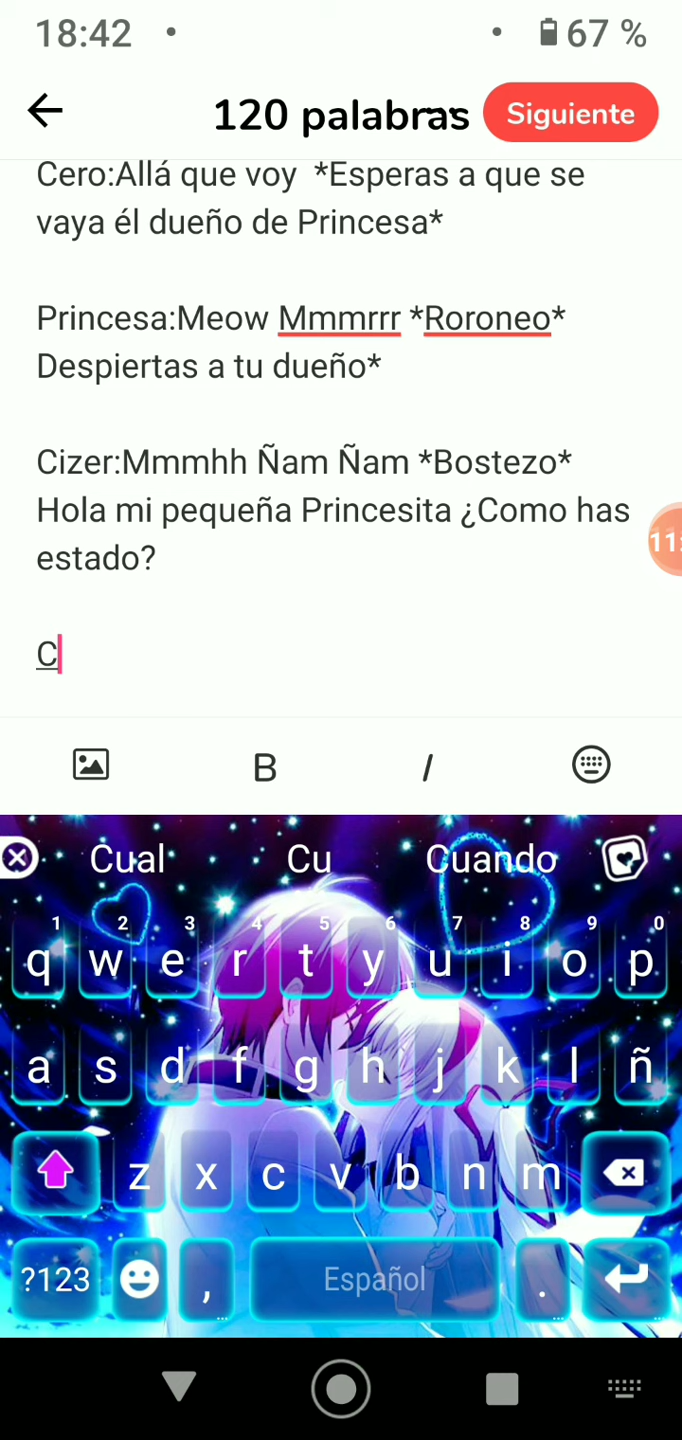 18:42 67 %
120 palabras Siguiente
Cero:Allá que voy *Esperas a que se
vaya él dueño de Princesa*
Princesa:Meow Mmmrrr *Roroneo*
Despiertas a tu dueño*
Cizer:Mmmhh Ñam Ñam *Bostezo*
Hola mi pequeña Princesita ¿Como has
estado?
C
B I
Cual Cu Cuando
1 2 3 4 5 6 7 8 9 0
q w e r t y u i o p
a s d f g h j k l ñ
z x c v b n m
?123 , Español .